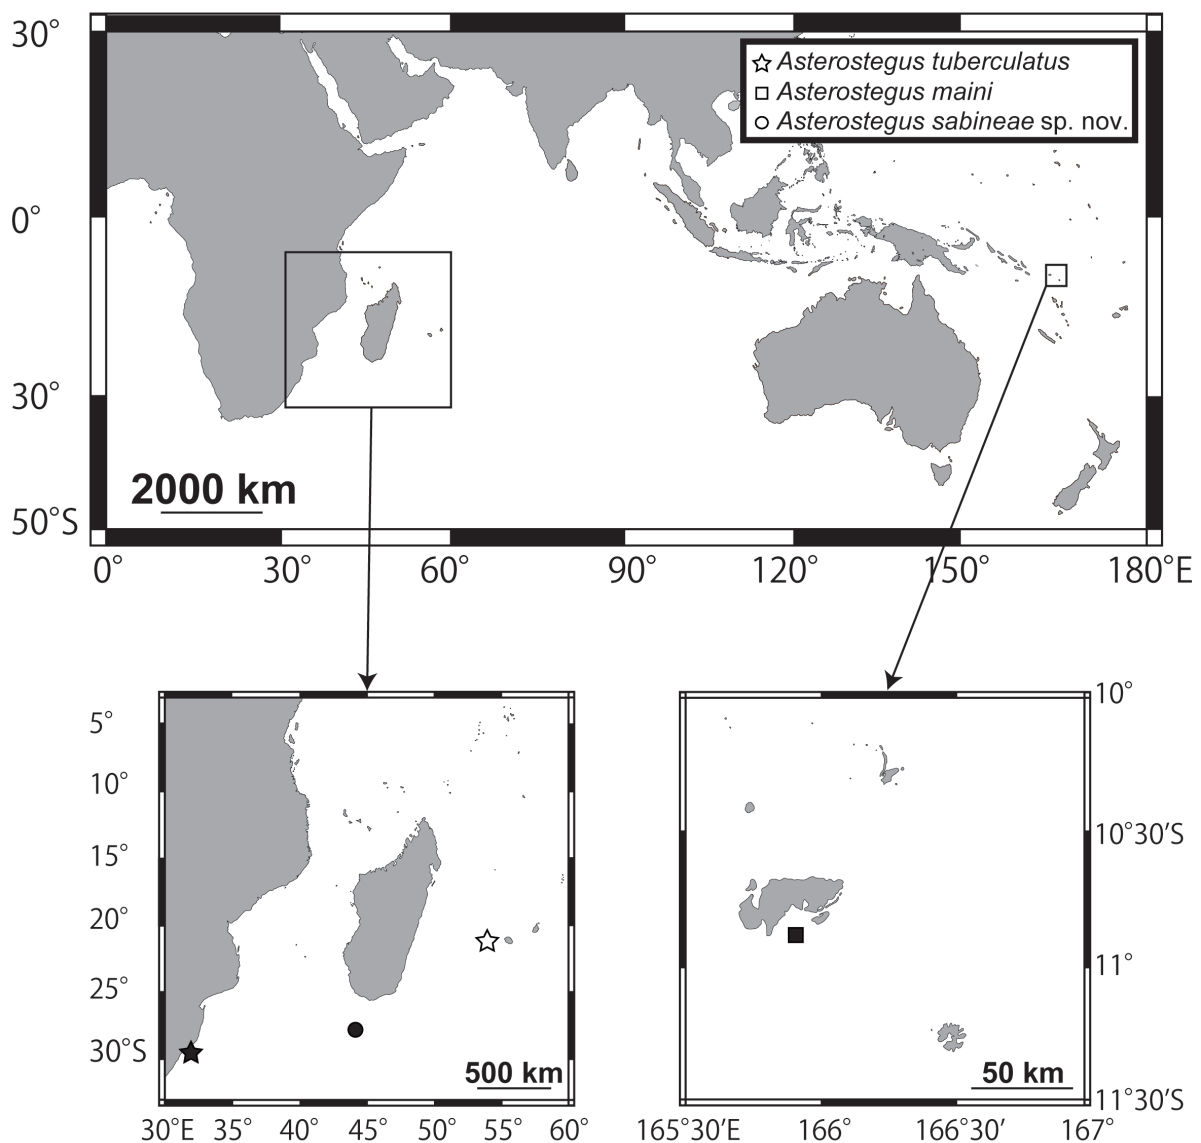 30°
Asterostegus tuberculatus
Asterostegus maini
Asterostegus sabineae sp. nov.
0°
30°
2000 km
50°S
0° 30° 60° 90° 120° 150° 180°E
5°
10°
15°
20°
25°
30°S
500 km
30°E 35° 40° 45° 50° 55° 60°
10°
10°30'S
11°
50 km
11°30'S
165°30'E 166° 166°30' 167°